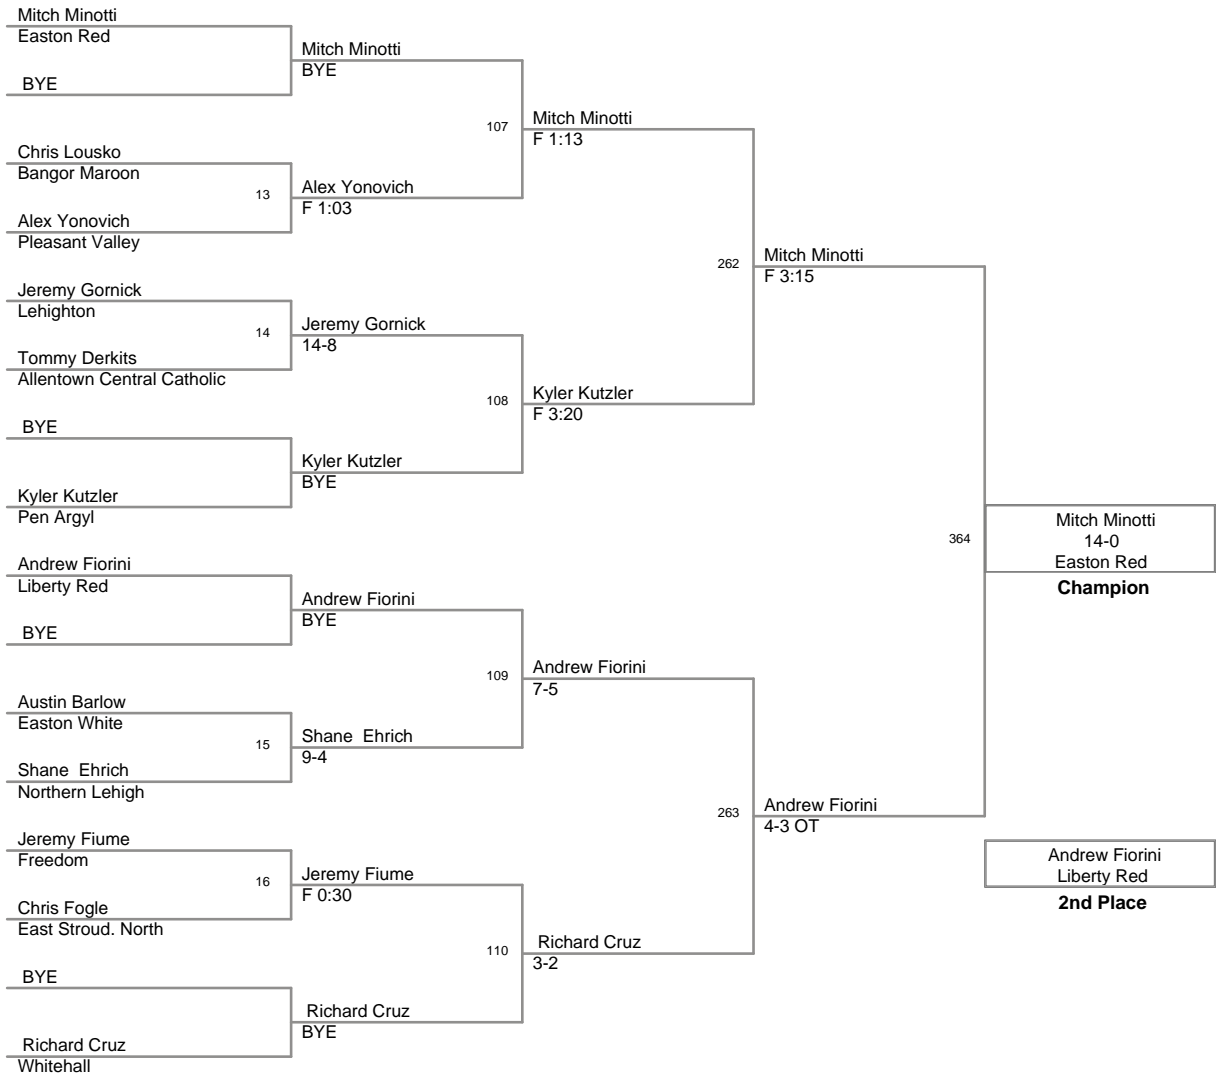 Mitch Minotti
Easton Red
Mitch Minotti
BYE
BYE
107
Mitch Minotti
F 1:13
Chris Lousko
Bangor Maroon
13
Alex Yonovich
F 1:03
Alex Yonovich
Pleasant Valley
262
Mitch Minotti
F 3:15
Jeremy Gornick
Lehighton
14
Jeremy Gornick
14-8
Tommy Derkits
Allentown Central Catholic
108
Kyler Kutzler
F 3:20
BYE
Kyler Kutzler
BYE
Kyler Kutzler
Pen Argyl
364
Mitch Minotti
14-0
Easton Red
Champion
Andrew Fiorini
Liberty Red
Andrew Fiorini
BYE
BYE
109
Andrew Fiorini
7-5
Austin Barlow
Easton White
15
Shane  Ehrich
9-4
Shane  Ehrich
Northern Lehigh
263
Andrew Fiorini
4-3 OT
Jeremy Fiume
Freedom
16
Jeremy Fiume
F 0:30
Andrew Fiorini
Liberty Red
2nd Place
Chris Fogle
East Stroud. North
110
Richard Cruz
3-2
BYE
Richard Cruz
BYE
Richard Cruz
Whitehall